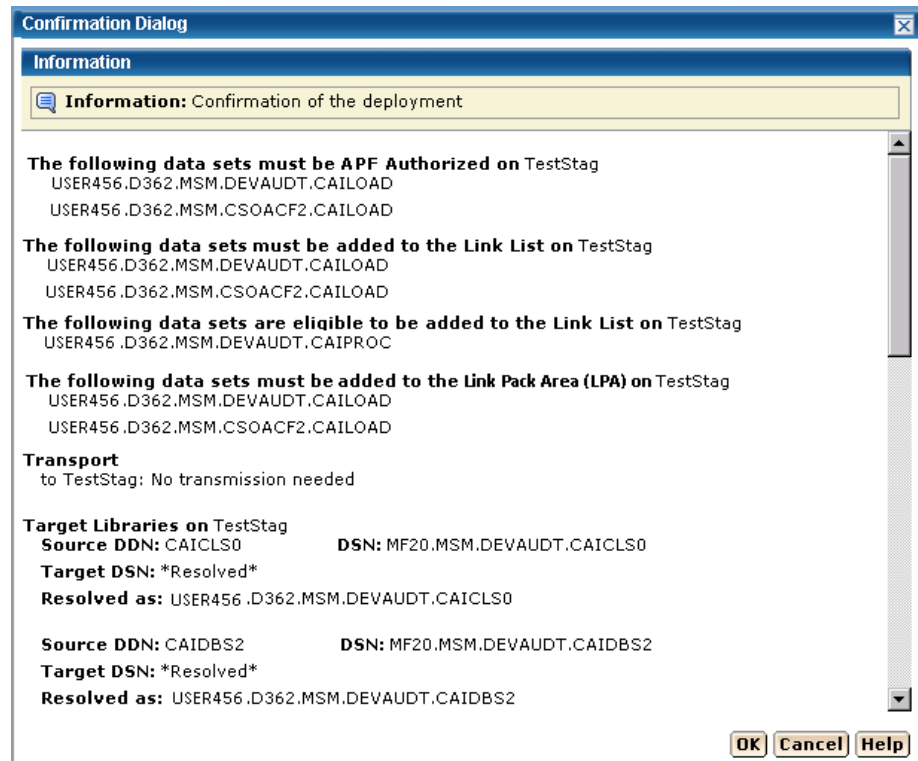 Confirmation Dialog
Information
Information: Confirmation of the deployment
The following data sets must be APF Authorized on TestStag
USER456.D362.MSM.DEVAUDT.CAILOAD
USER456.D362.MSM.CSOACF2.CAILOAD
The following data sets must be added to the Link List on TestStag
USER456.D362.MSM.DEVAUDT.CAILOAD
USER456.D362.MSM.CSOACF2.CAILOAD
The following data sets are eligible to be added to the Link List on TestStag
USER456 .D362.MSM.DEVAUDT.CAIPROC
The following data sets must be added to the Link Pack Area (LPA) on TestStag
USER456.D362.MSM.DEVAUDT.CAILOAD
USER456.D362.MSM.CSOACF2.CAILOAD
Transport
to TestStag: No transmission needed
Target Libraries on TestStag
Source DDN: CAICLS0 DSN: MF20.MSM.DEVAUDT.CAICLS0
Target DSN: *Resolved*
Resolved as: USER456 .D362.MSM.DEVAUDT.CAICLS0
Source DDN: CAIDBS2 DSN: MF20.MSM.DEVAUDT.CAIDBS2
Target DSN: *Resolved*
Resolved as: USER456.D362.MSM.DEVAUDT.CAIDBS2
OK Cancel Help